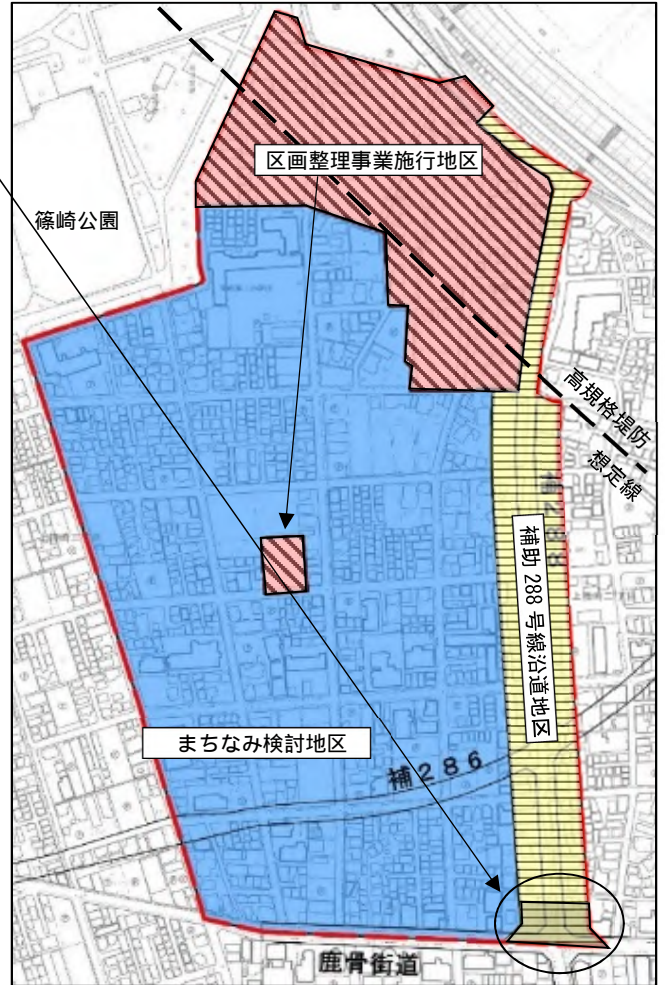 区画整理事業施行地区
篠崎公園
高規格堤防
想定線
補288
補助 288 号線沿道地区
まちなみ検討地区
補286
鹿骨街道